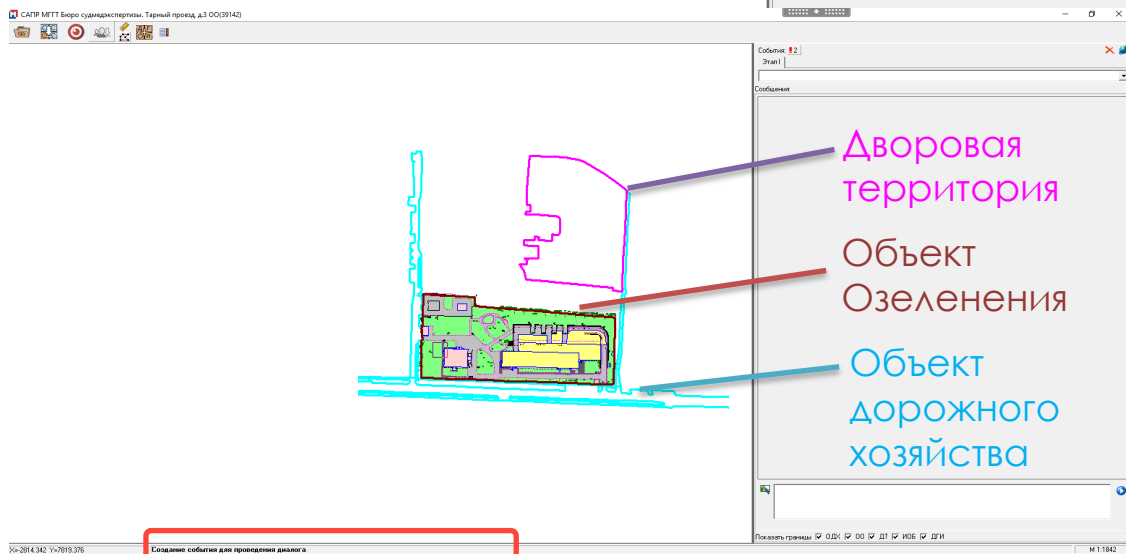 САПР МГГТ Бюро судмедэкспертизы. Тарный проезд, д.3 ОО(39142)
События: 2
Этап I
Сообщения:
Дворовая
территория
Объект
Озеленения
Объект
дорожного
хозяйства
Показать границы ОДХ ОО ДТ ИОБ ДГИ
X=-2814.342 Y=7819.376 Создание события для проведения диалога M 1:1842